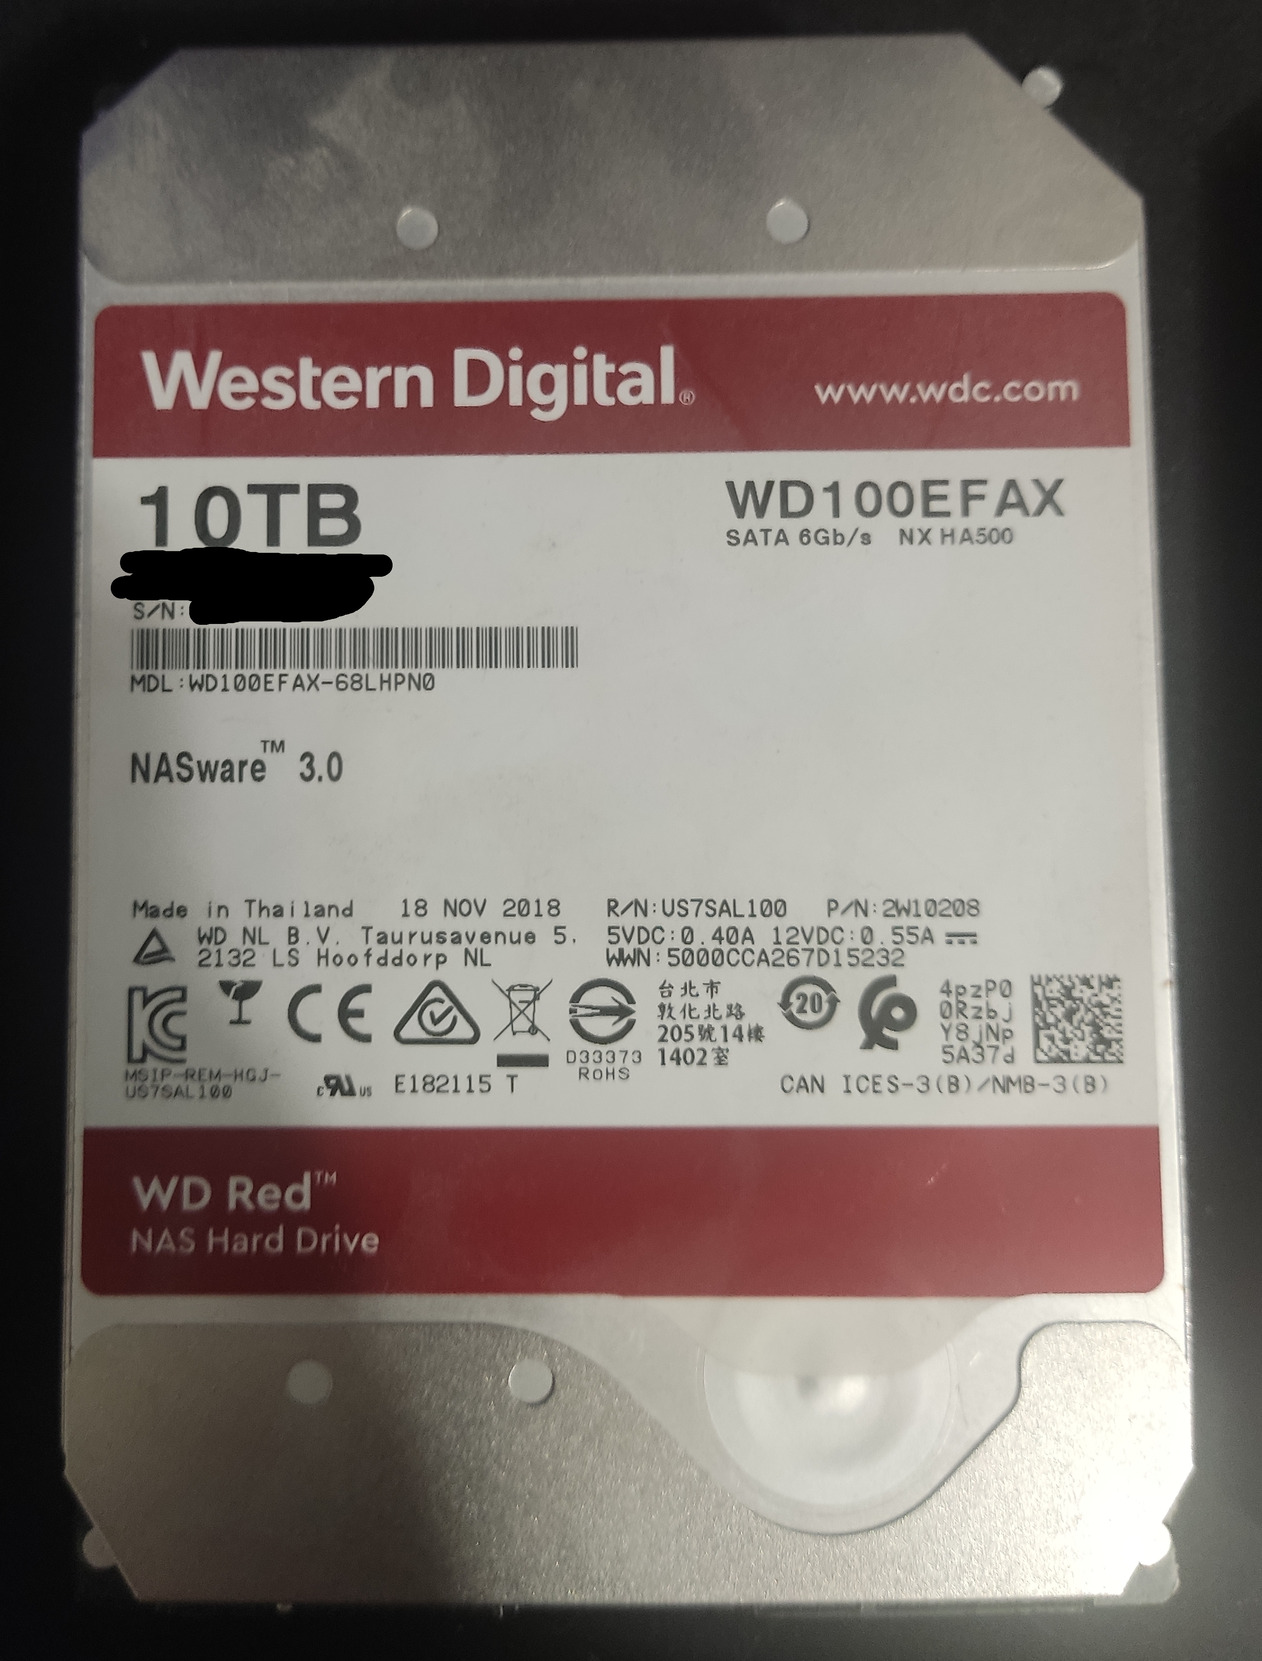 Western Digital®
www.wdc.com
10TB
WD100EFAX
SATA 6Gb/s NX HA500
S/N:
MDL:WD100EFAX-68LHPN0
NASware™ 3.0
Made in Thailand 18 NOV 2018 R/N:US7SAL100 P/N:2W10208
WD NL B.V. Taurusavenue 5.
2132 LS Hoofddorp NL
5VDC:0.40A 12VDC:0.55A
WWN:5000CCA267D15232
CE
台北市
敦化北路
205號14樓
1402室
20
4pzP0
0Rzbj
Y8jNp
5A37d
MSIP-REM-HGJ-
US7SAL100
c RU us E182115 T
D33373
RoHS
CAN ICES-3(B)/NMB-3(B)
WD Red™
NAS Hard Drive